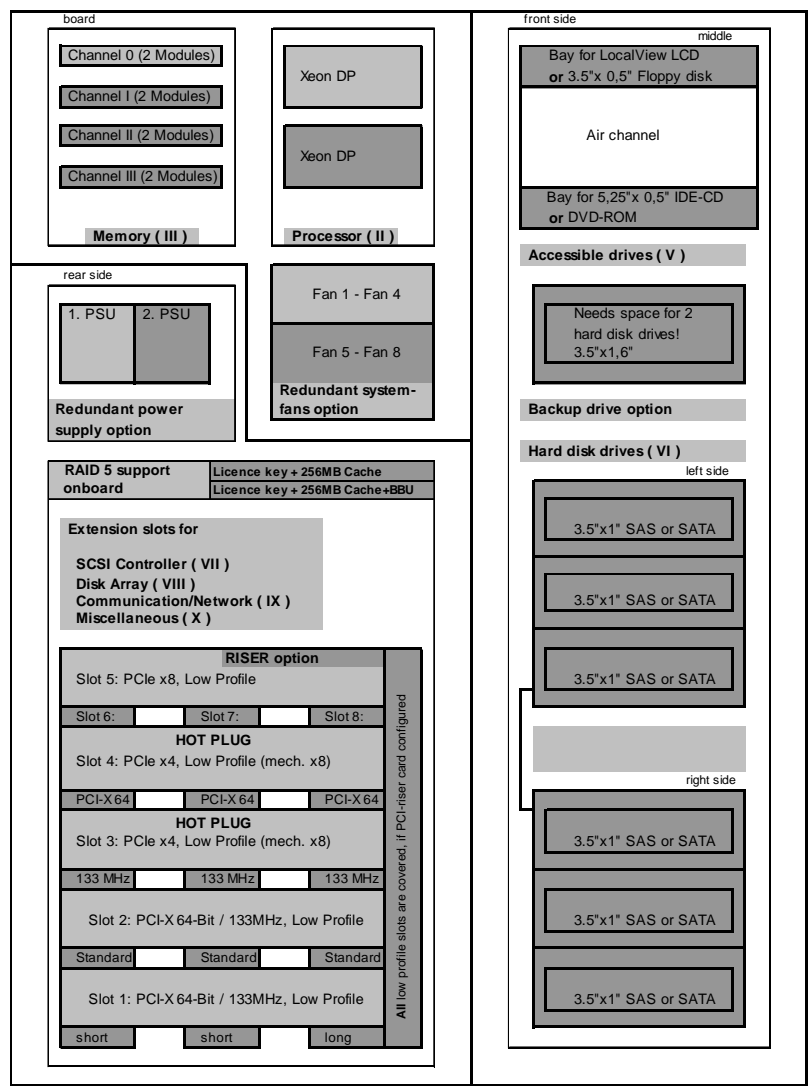 board
Channel 0 (2 Modules)
Channel I (2 Modules)
Channel II (2 Modules)
Channel III (2 Modules)
Memory ( III )
Xeon DP
Xeon DP
Processor ( II )
rear side
1. PSU
2. PSU
Redundant power
supply option
Fan 1 - Fan 4
Fan 5 - Fan 8
Redundant system-
fans option
RAID 5 support
onboard
Licence key + 256MB Cache
Licence key + 256MB Cache+BBU
Extension slots for
SCSI Controller ( VII )
Disk Array ( VIII )
Communication/Network ( IX )
Miscellaneous ( X )
RISER option
Slot 5: PCIe x8, Low Profile
Slot 6: Slot 7: Slot 8:
HOT PLUG
Slot 4: PCIe x4, Low Profile (mech. x8)
PCI-X 64 PCI-X 64 PCI-X 64
HOT PLUG
Slot 3: PCIe x4, Low Profile (mech. x8)
133 MHz 133 MHz 133 MHz
Slot 2: PCI-X 64-Bit / 133MHz, Low Profile
Standard Standard Standard
Slot 1: PCI-X 64-Bit / 133MHz, Low Profile
short short long
All low profile slots are covered, if PCI-riser card configured
front side
middle
Bay for LocalView LCD
or 3.5"x 0,5" Floppy disk
Air channel
Bay for 5,25"x 0,5" IDE-CD
or DVD-ROM
Accessible drives ( V )
Needs space for 2
hard disk drives!
3.5"x1,6"
Backup drive option
Hard disk drives ( VI )
left side
3.5"x1" SAS or SATA
3.5"x1" SAS or SATA
3.5"x1" SAS or SATA
right side
3.5"x1" SAS or SATA
3.5"x1" SAS or SATA
3.5"x1" SAS or SATA